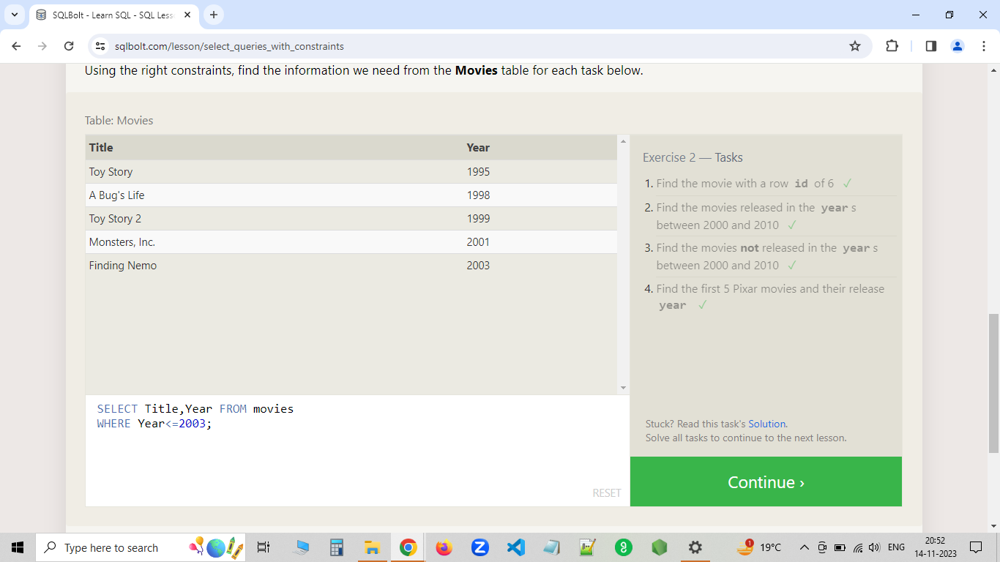 SQLBolt - Learn SQL - SQL Less
sqlbolt.com/lesson/select_queries_with_constraints
Using the right constraints, find the information we need from the Movies table for each task below.
Table: Movies
Title Year
Toy Story 1995
A Bug's Life 1998
Toy Story 2 1999
Monsters, Inc. 2001
Finding Nemo 2003
SELECT Title,Year FROM movies
WHERE Year<=2003;
RESET
Exercise 2 — Tasks
1. Find the movie with a row id of 6 ✓
2. Find the movies released in the year s
between 2000 and 2010 ✓
3. Find the movies not released in the year s
between 2000 and 2010 ✓
4. Find the first 5 Pixar movies and their release
year ✓
Stuck? Read this task's Solution.
Solve all tasks to continue to the next lesson.
Continue ›
Type here to search
1
19°C
ENG
20:52
14-11-2023